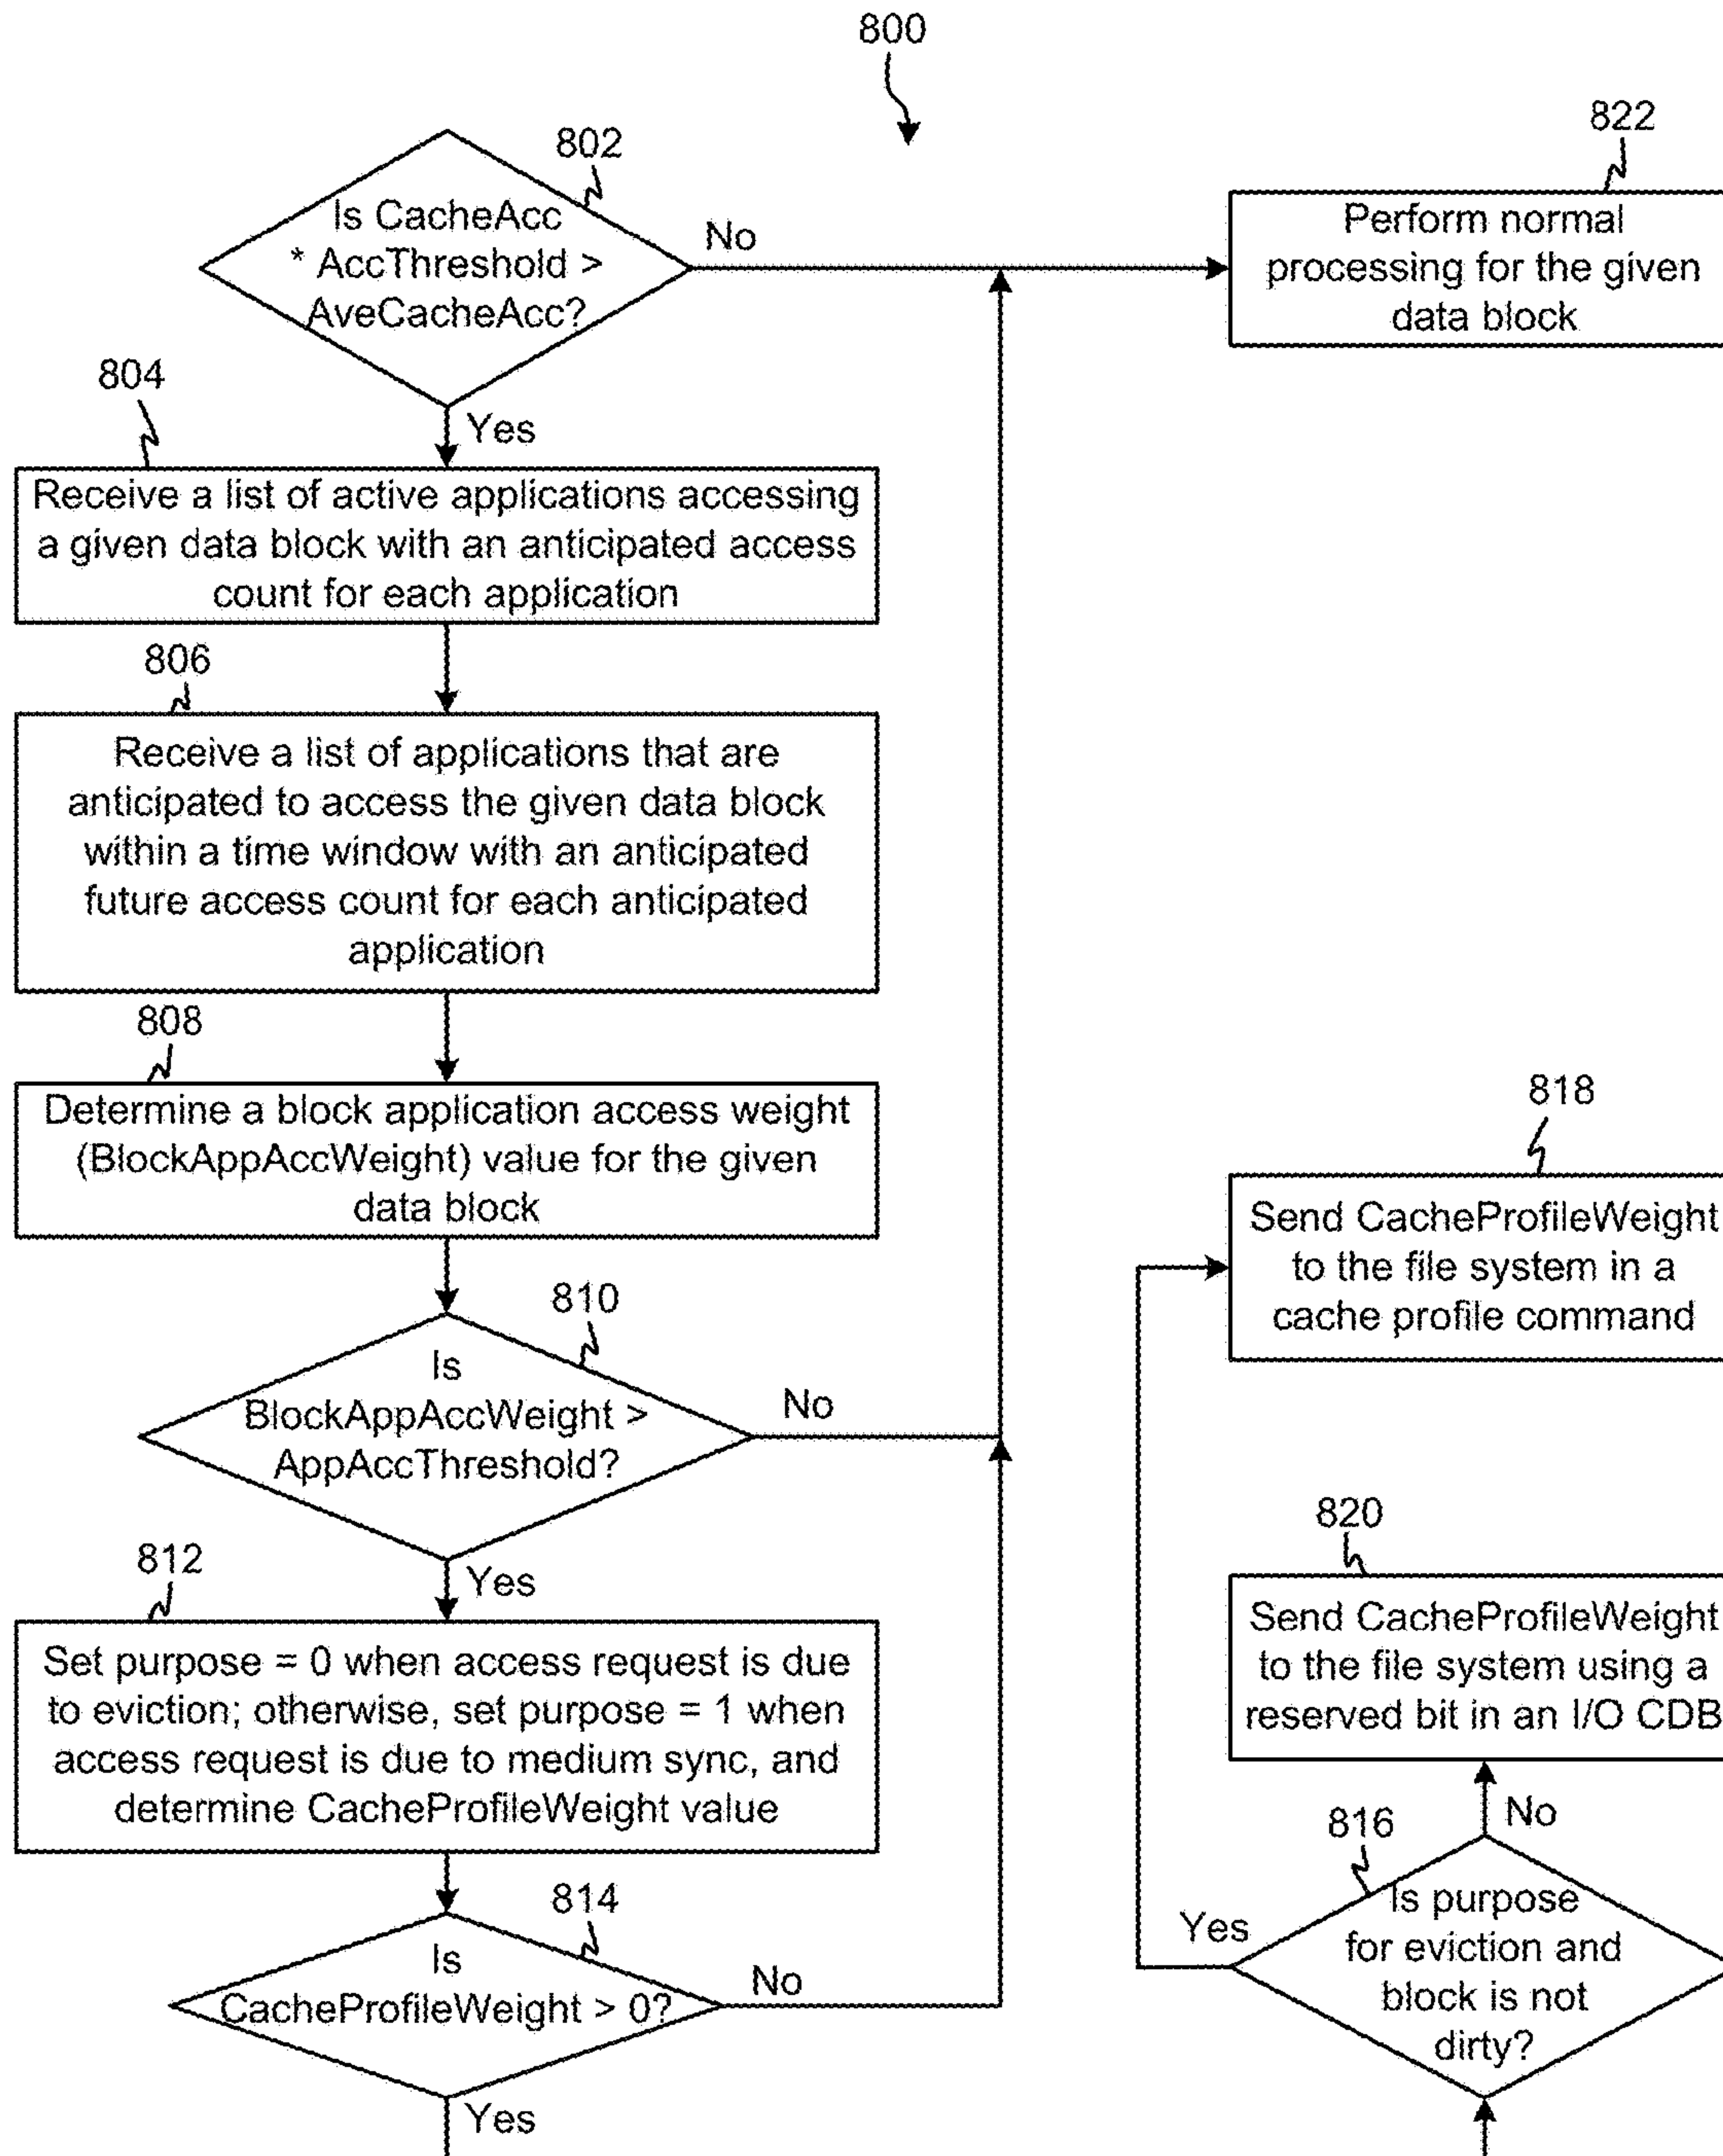 800
802
Is CacheAcc
* AccThreshold >
AveCacheAcc?
No
Yes
822
Perform normal
processing for the given
data block
804
Receive a list of active applications accessing
a given data block with an anticipated access
count for each application
806
Receive a list of applications that are
anticipated to access the given data block
within a time window with an anticipated
future access count for each anticipated
application
808
Determine a block application access weight
(BlockAppAccWeight) value for the given
data block
810
Is
BlockAppAccWeight >
AppAccThreshold?
No
Yes
812
Set purpose = 0 when access request is due
to eviction; otherwise, set purpose = 1 when
access request is due to medium sync, and
determine CacheProfileWeight value
814
Is
CacheProfileWeight > 0?
No
Yes
818
Send CacheProfileWeight
to the file system in a
cache profile command
820
Send CacheProfileWeight
to the file system using a
reserved bit in an I/O CDB
No
816
Yes
Is purpose
for eviction and
block is not
dirty?